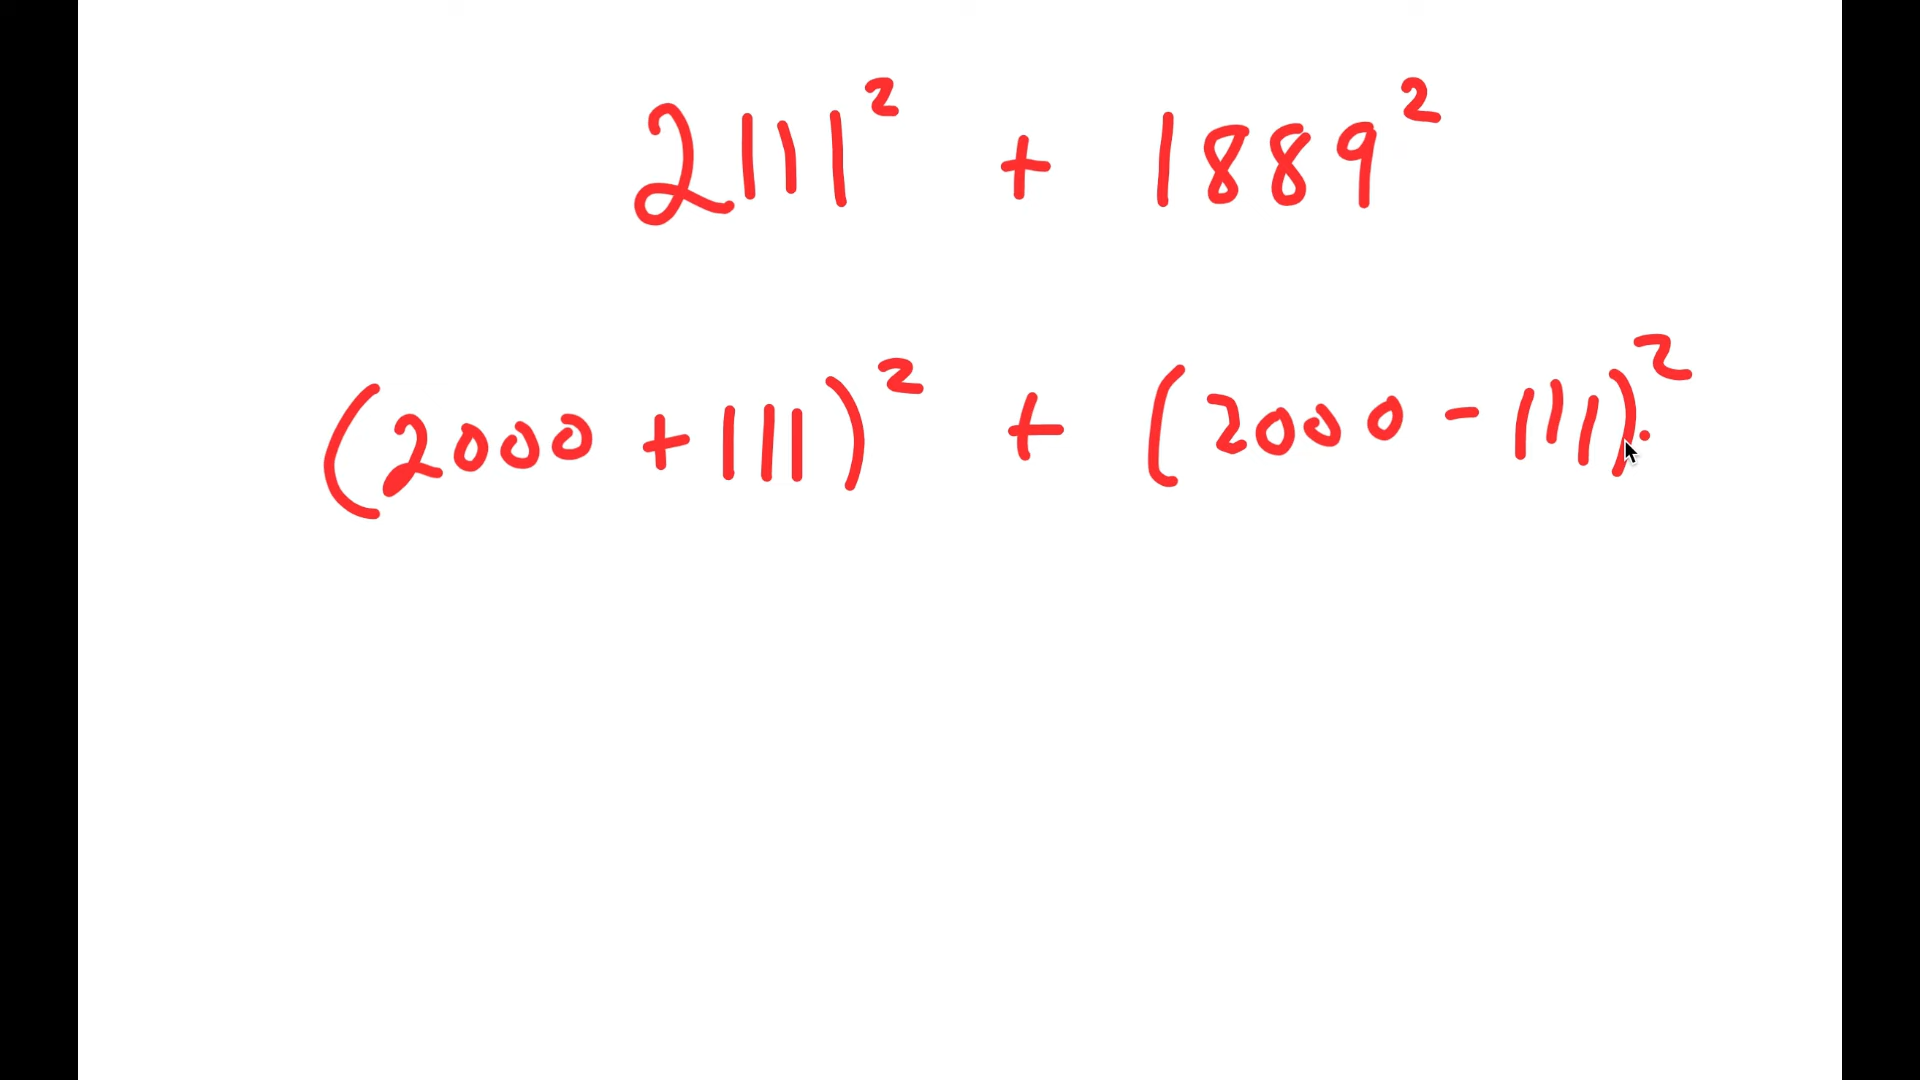 2111² + 1889²
(2000 + 111)² + (2000 - 111)²